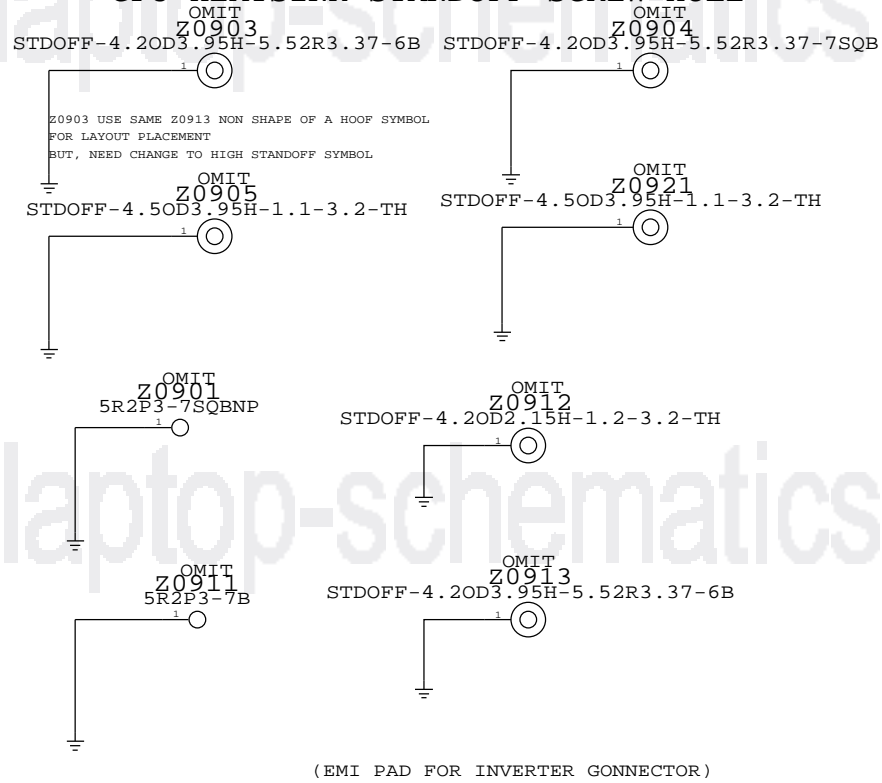 OMIT
Z0903
STDOFF-4.2OD3.95H-5.52R3.37-6B
1
OMIT
Z0904
STDOFF-4.2OD3.95H-5.52R3.37-7SQB
1
Z0903 USE SAME Z0913 NON SHAPE OF A HOOF SYMBOL
FOR LAYOUT PLACEMENT
BUT, NEED CHANGE TO HIGH STANDOFF SYMBOL
OMIT
Z0905
STDOFF-4.5OD3.95H-1.1-3.2-TH
1
OMIT
Z0921
STDOFF-4.5OD3.95H-1.1-3.2-TH
1
OMIT
Z0901
5R2P3-7SQBNP
1
OMIT
Z0912
STDOFF-4.2OD2.15H-1.2-3.2-TH
1
laptop-schematics
OMIT
Z0911
5R2P3-7B
1
OMIT
Z0913
STDOFF-4.2OD3.95H-5.52R3.37-6B
1
(EMI PAD FOR INVERTER GONNECTOR)